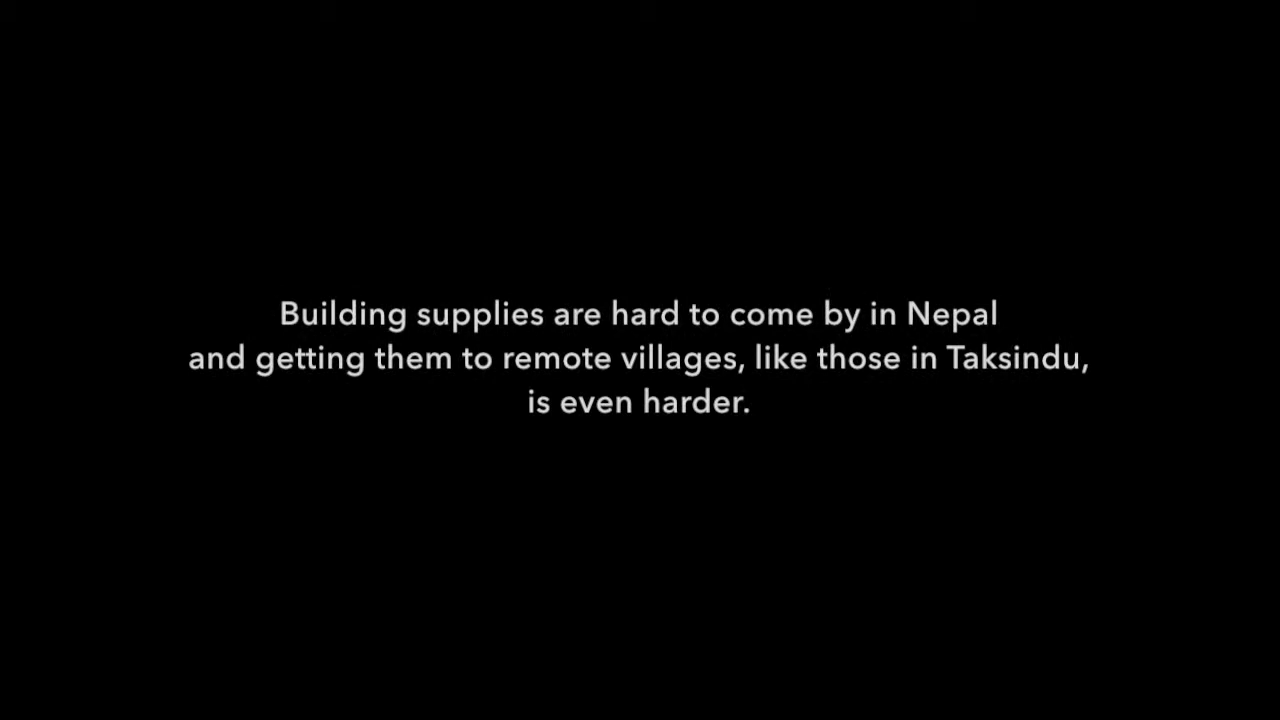 Building supplies are hard to come by in Nepal
and getting them to remote villages, like those in Taksindu,
is even harder.